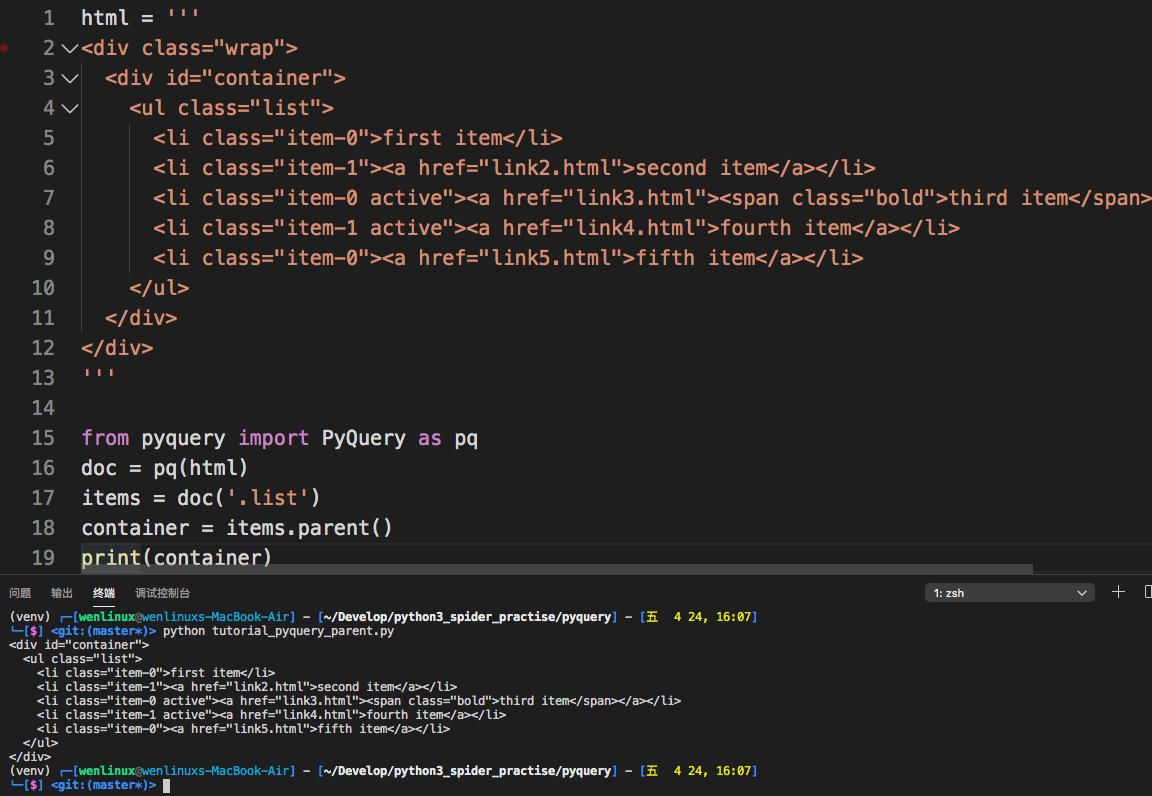 1 html = '''
2 <div class="wrap">
3   <div id="container">
4     <ul class="list">
5       <li class="item-0">first item</li>
6       <li class="item-1"><a href="link2.html">second item</a></li>
7       <li class="item-0 active"><a href="link3.html"><span class="bold">third item</span>
8       <li class="item-1 active"><a href="link4.html">fourth item</a></li>
9       <li class="item-0"><a href="link5.html">fifth item</a></li>
10     </ul>
11   </div>
12 </div>
13 '''
14
15 from pyquery import PyQuery as pq
16 doc = pq(html)
17 items = doc('.list')
18 container = items.parent()
19 print(container)
问题 输出 终端 调试控制台 1: zsh
(venv) ┌─[wenlinux@wenlinuxs-MacBook-Air] - [~/Develop/python3_spider_practise/pyquery] - [五  4 24, 16:07]
└─[$] <git:(master*)> python tutorial_pyquery_parent.py
<div id="container">
  <ul class="list">
    <li class="item-0">first item</li>
    <li class="item-1"><a href="link2.html">second item</a></li>
    <li class="item-0 active"><a href="link3.html"><span class="bold">third item</span></a></li>
    <li class="item-1 active"><a href="link4.html">fourth item</a></li>
    <li class="item-0"><a href="link5.html">fifth item</a></li>
  </ul>
</div>
(venv) ┌─[wenlinux@wenlinuxs-MacBook-Air] - [~/Develop/python3_spider_practise/pyquery] - [五  4 24, 16:07]
└─[$] <git:(master*)>